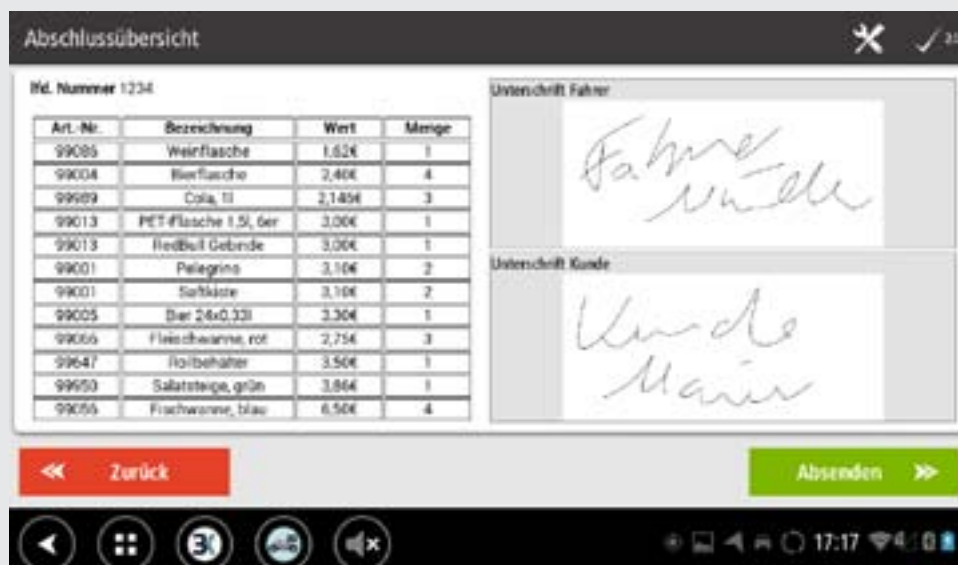 Abschlussübersicht
lfd. Nummer 1234
Art.-Nr. Bezeichnung Wert Menge
99085 Weinflasche 1,62€ 1
99004 Bierflasche 2,40€ 4
99989 Cola, 1l 2,146€ 3
99013 PET-Flasche 1,5l, 6er 3,00€ 1
99013 RedBull Gebinde 3,00€ 1
99001 Pelegrino 3,10€ 2
99001 Saftkiste 3,10€ 2
99005 Bier 24x0,33l 3,30€ 1
99066 Fleischwanne, rot 2,75€ 3
99647 Rollbehälter 3,50€ 1
99950 Salatsteige, grün 3,86€ 1
99056 Fischwanne, blau 6,50€ 4
Unterschrift Fahrer
Fahrer
Müller
Unterschrift Kunde
Kunde
Maier
Zurück
Absenden
17:17